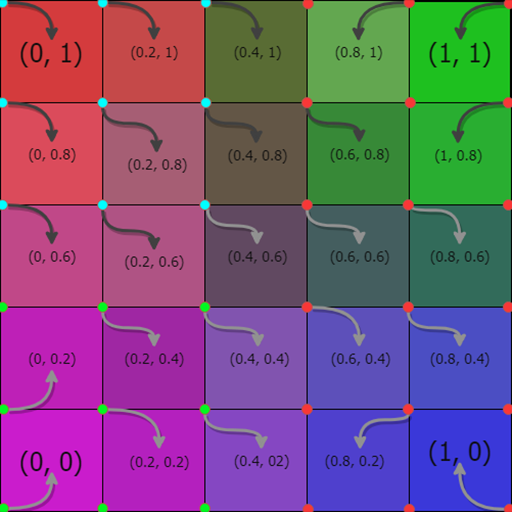 (0, 1) (0.2, 1) (0.4, 1) (0.8, 1) (1, 1)
(0, 0.8) (0.2, 0.8) (0.4, 0.8) (0.6, 0.8) (1, 0.8)
(0, 0.6) (0.2, 0.6) (0.4, 0.6) (0.6, 0.6) (0.8, 0.6)
(0, 0.2) (0.2, 0.4) (0.4, 0.4) (0.6, 0.4) (0.8, 0.4)
(0, 0) (0.2, 0.2) (0.4, 02) (0.8, 0.2) (1, 0)